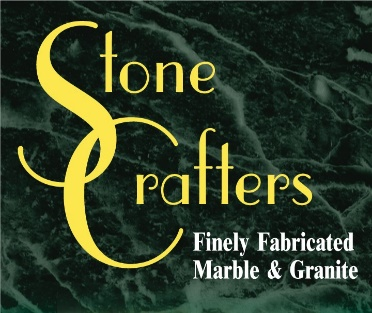 Stone
Crafters
Finely Fabricated
Marble & Granite